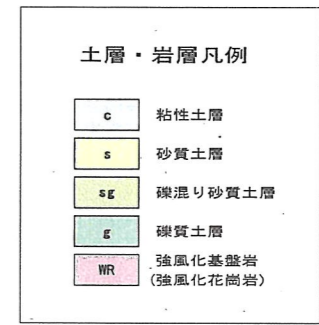 土層・岩層凡例
c 粘性土層
s 砂質土層
sg 礫混り砂質土層
g 礫質土層
WR 強風化基盤岩
(強風化花崗岩)